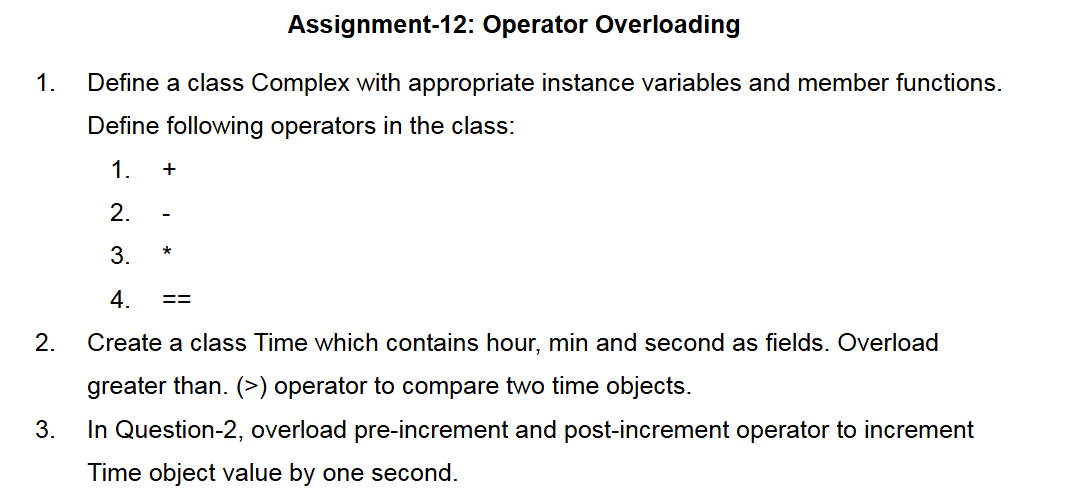 Assignment-12: Operator Overloading
1. Define a class Complex with appropriate instance variables and member functions.
Define following operators in the class:
1. +
2. -
3. *
4. ==
2. Create a class Time which contains hour, min and second as fields. Overload
greater than. (>) operator to compare two time objects.
3. In Question-2, overload pre-increment and post-increment operator to increment
Time object value by one second.